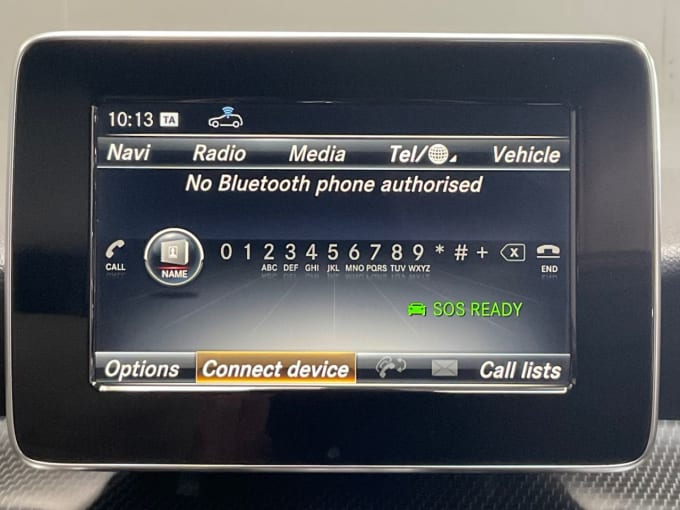 10:13 TA
Navi Radio Media Tel/ Vehicle
No Bluetooth phone authorised
CALL NAME 0 1 2 3 4 5 6 7 8 9 * # + END
ABC DEF GHI JKL MNO PQRS TUV WXYZ
SOS READY
Options Connect device Call lists